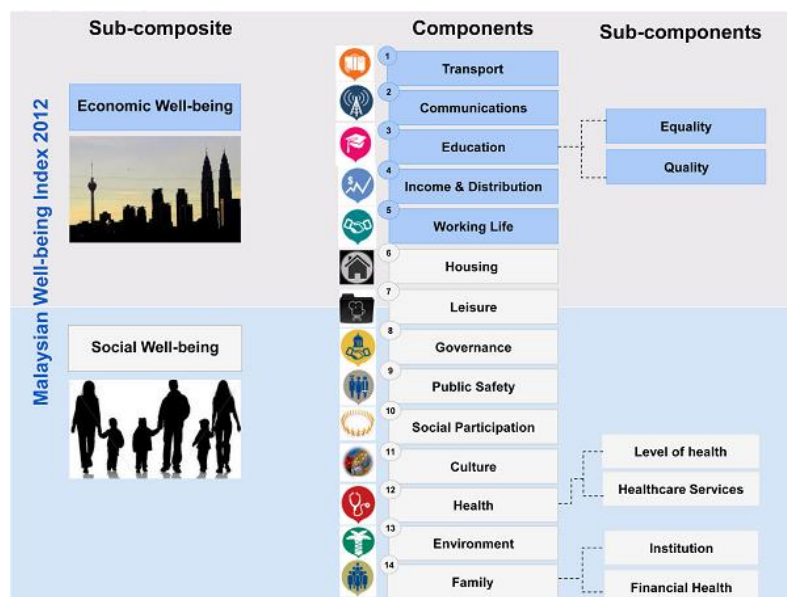 Sub-composite
Components
Sub-components
Malaysian Well-being Index 2012
Economic Well-being
Social Well-being
1
Transport
2
Communications
3
Education
4
Income & Distribution
5
Working Life
6
Housing
7
Leisure
8
Governance
9
Public Safety
10
Social Participation
11
Culture
12
Health
13
Environment
14
Family
Equality
Quality
Level of health
Healthcare Services
Institution
Financial Health